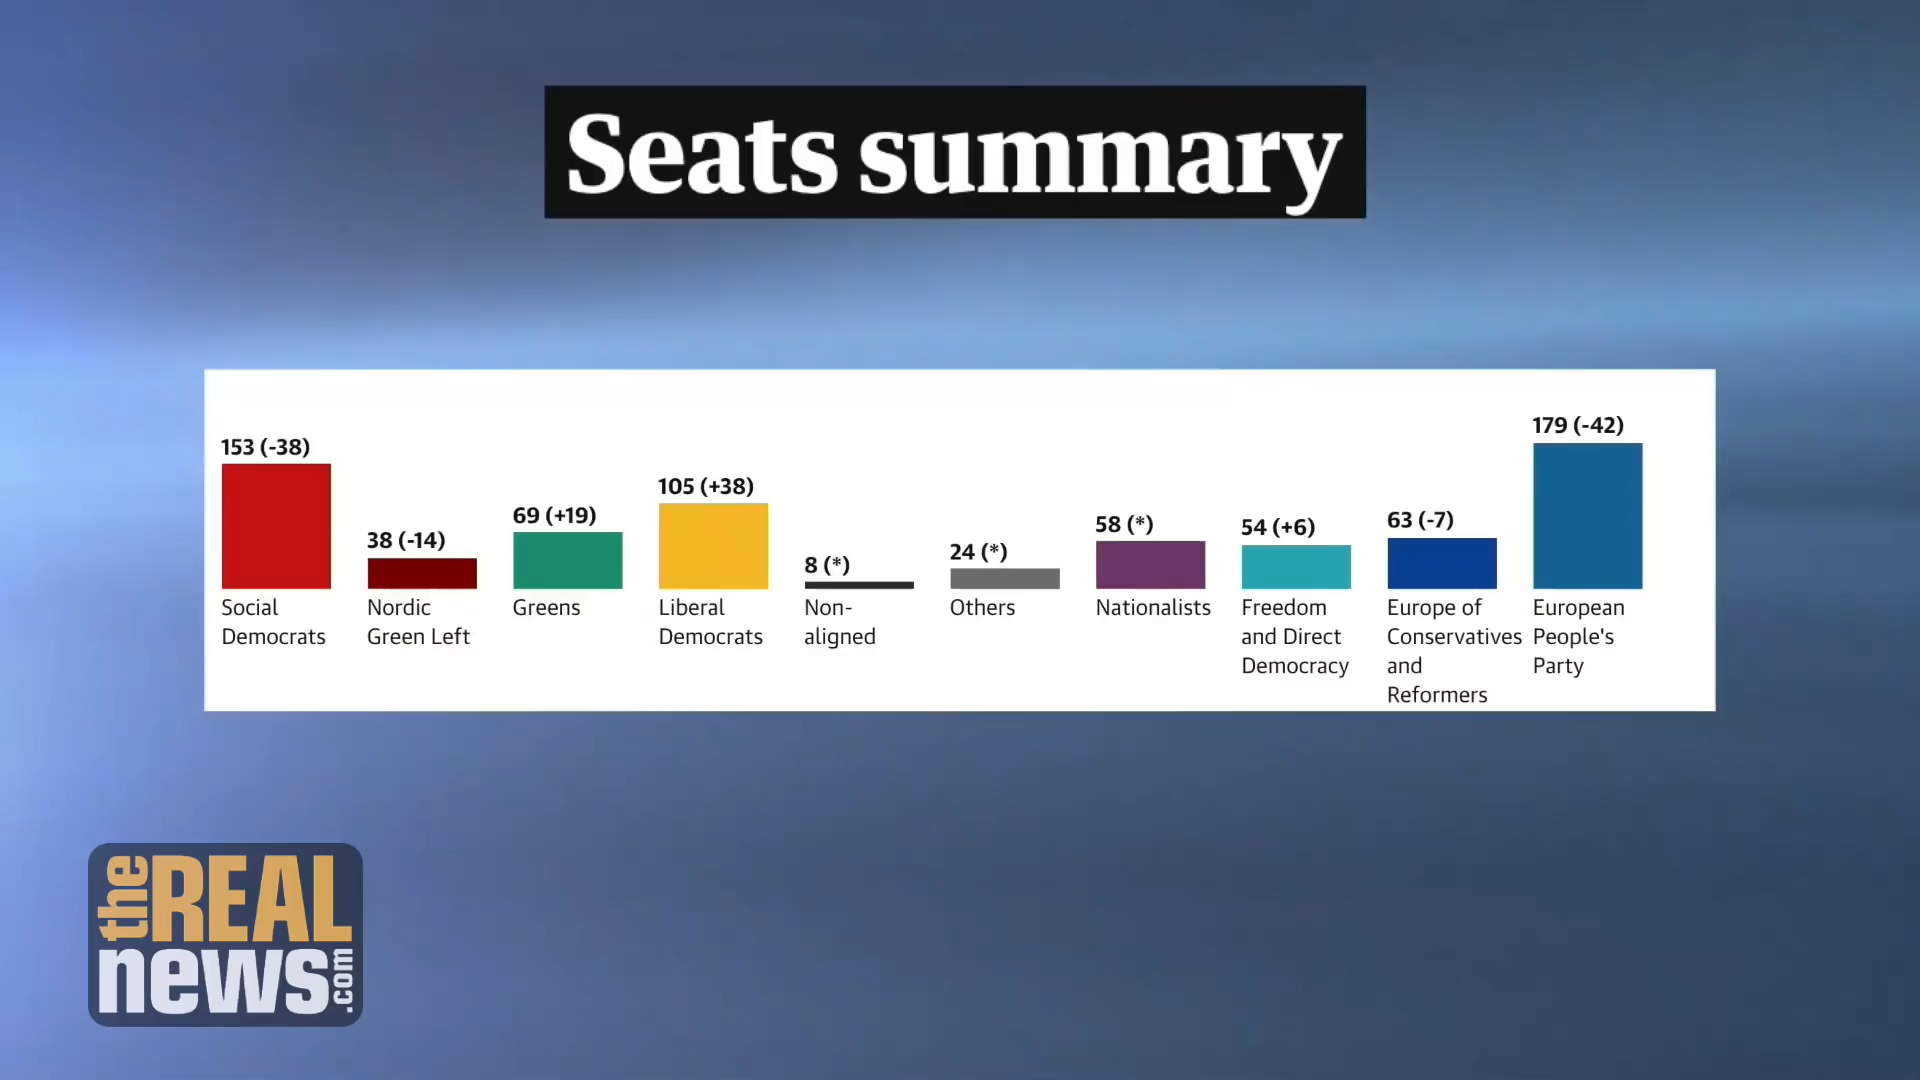 Seats summary
153 (-38)
Social
Democrats
38 (-14)
Nordic
Green Left
69 (+19)
Greens
105 (+38)
Liberal
Democrats
8 (*)
Non-
aligned
24 (*)
Others
58 (*)
Nationalists
54 (+6)
Freedom
and Direct
Democracy
63 (-7)
Europe of
Conservatives
and
Reformers
179 (-42)
European
People's
Party
the REAL
news.com